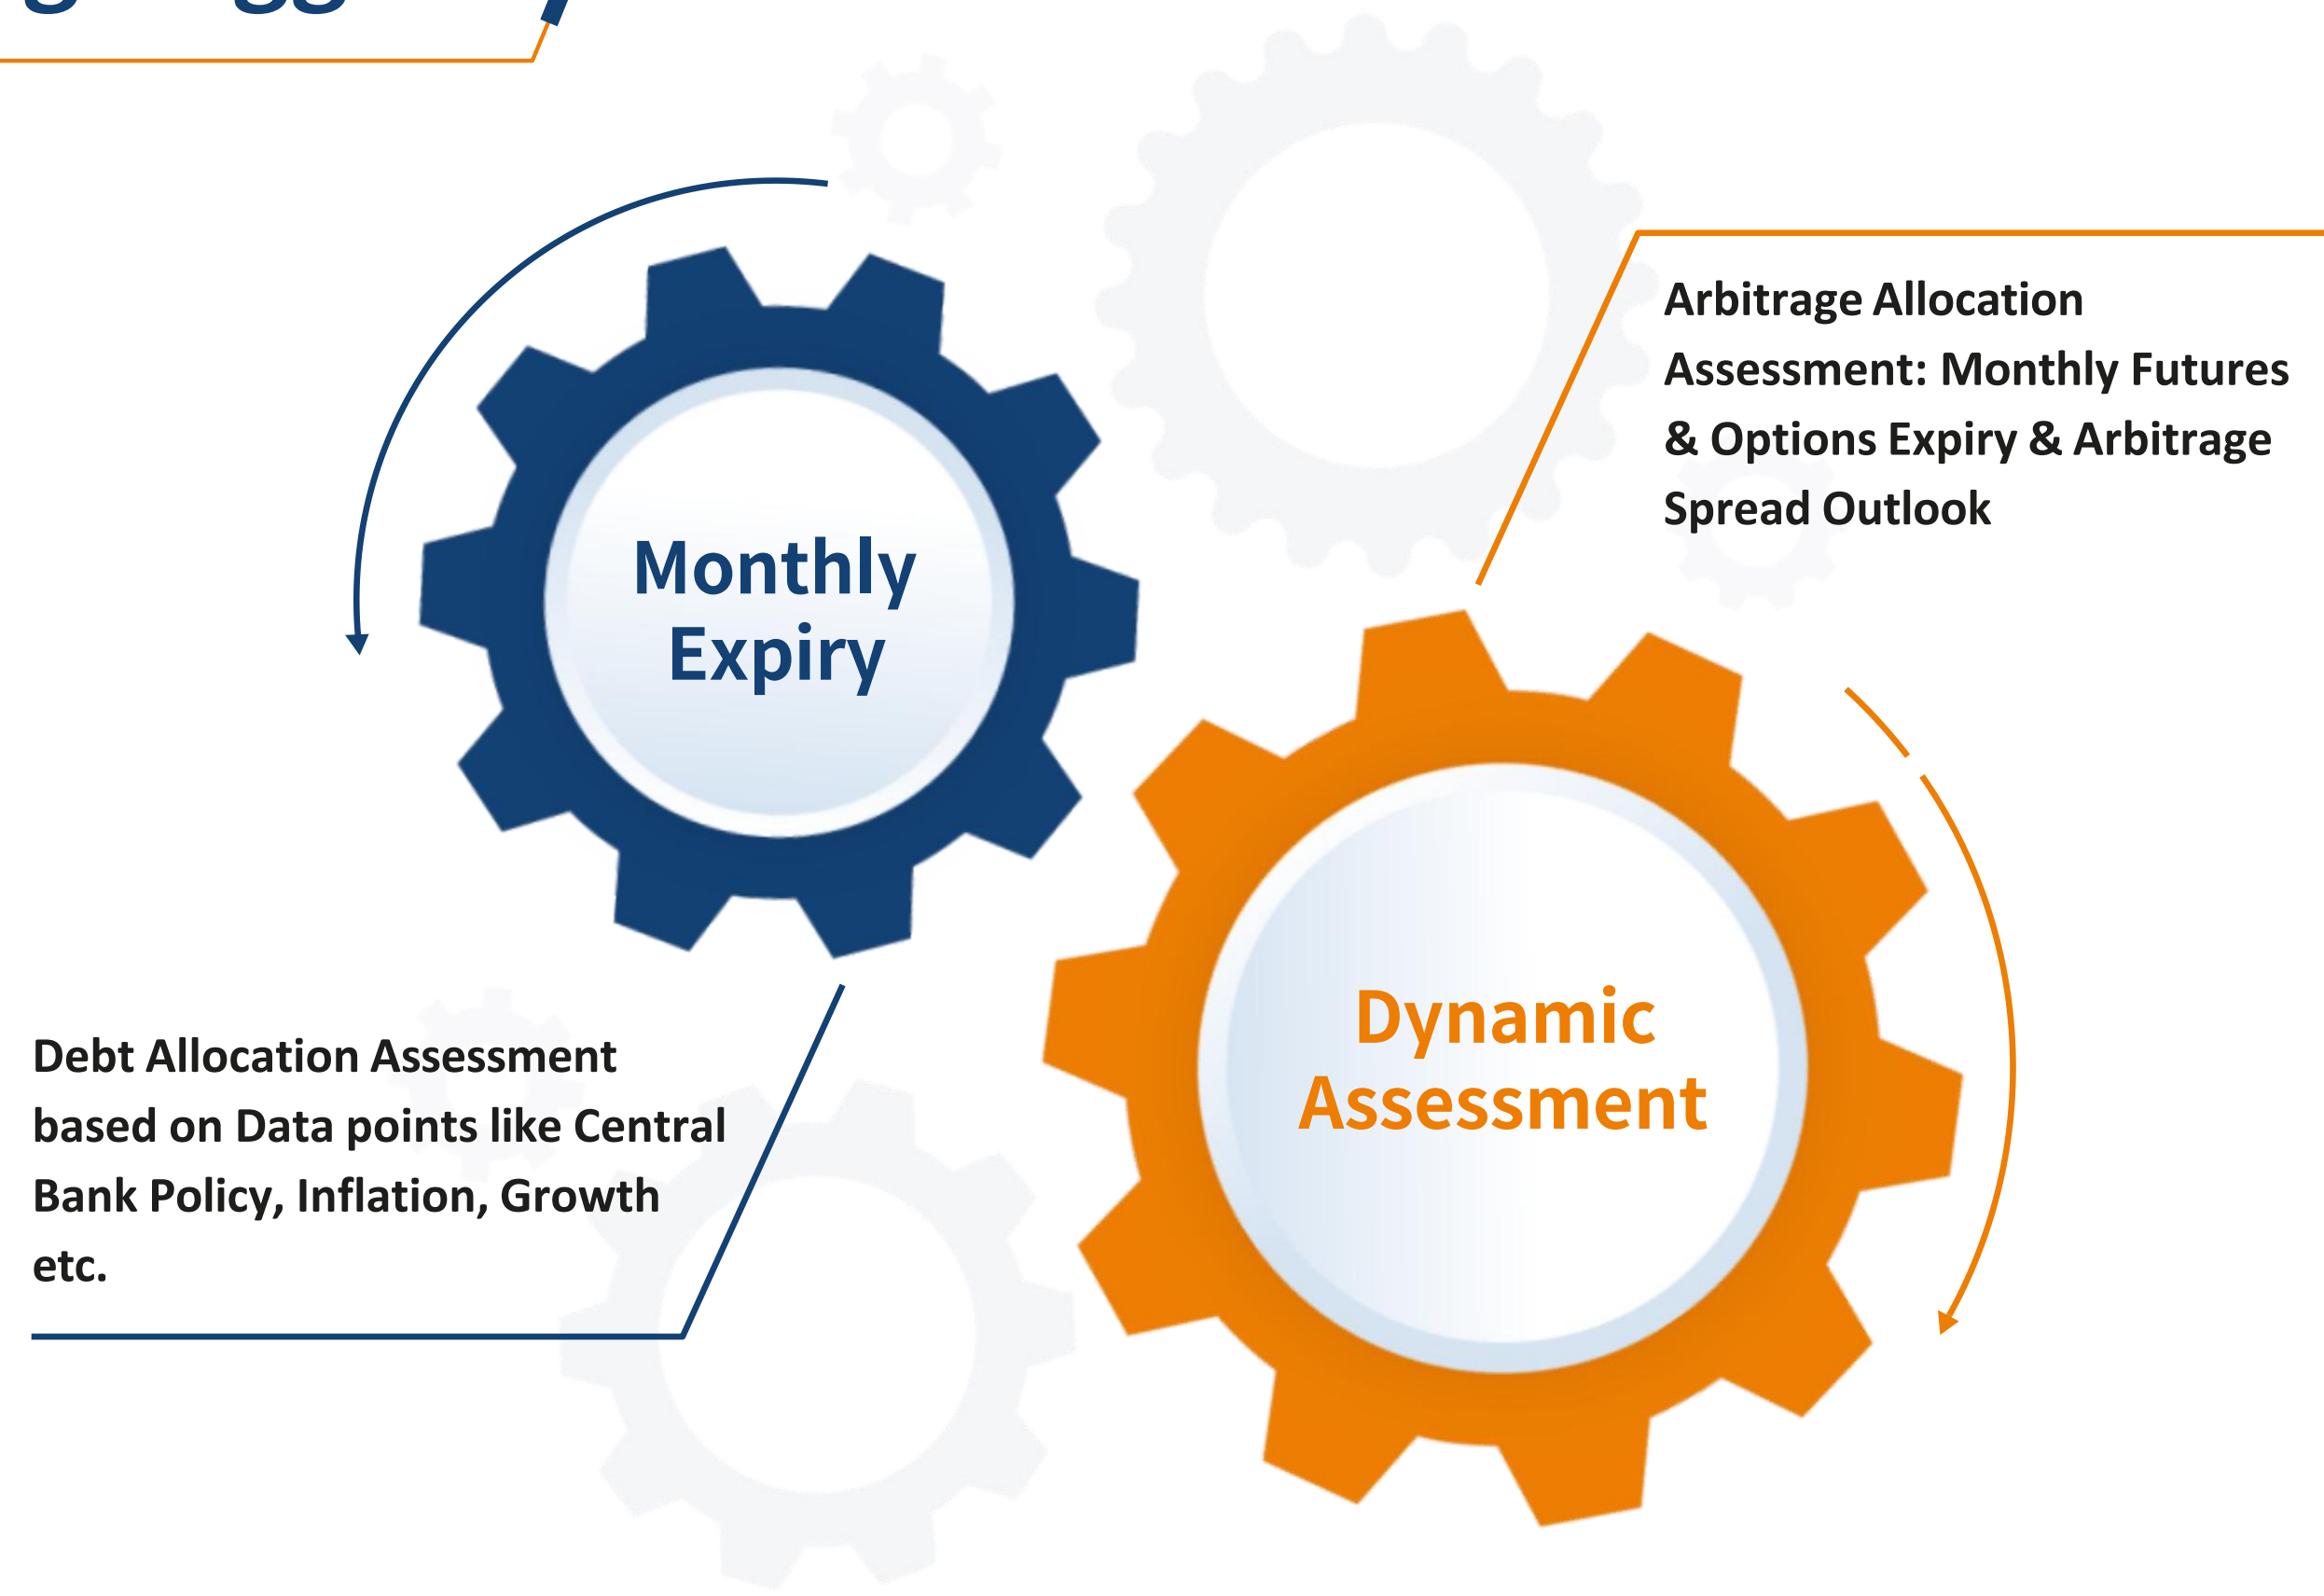 Monthly
Expiry
Arbitrage Allocation
Assessment: Monthly Futures
& Options Expiry & Arbitrage
Spread Outlook
Dynamic
Assessment
Debt Allocation Assessment
based on Data points like Central
Bank Policy, Inflation, Growth
etc.